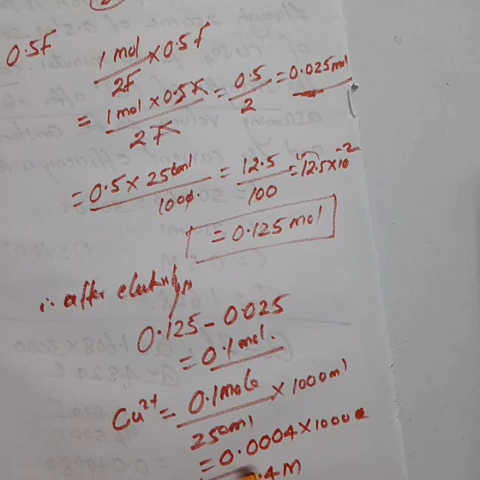 0.5F 1 mol/2F × 0.5F
= 1 mol × 0.5F/2F = 0.5/2 = 0.025 mol
= 0.5 × 250ml/1000 = 12.5/100 = 12.5 × 10⁻²
= 0.125 mol
∴ after
0.125 - 0.025
= 0.1 mol.
Cu²⁺ = 0.1 mole/250ml × 1000ml
= 0.0004 × 1000
.4 M